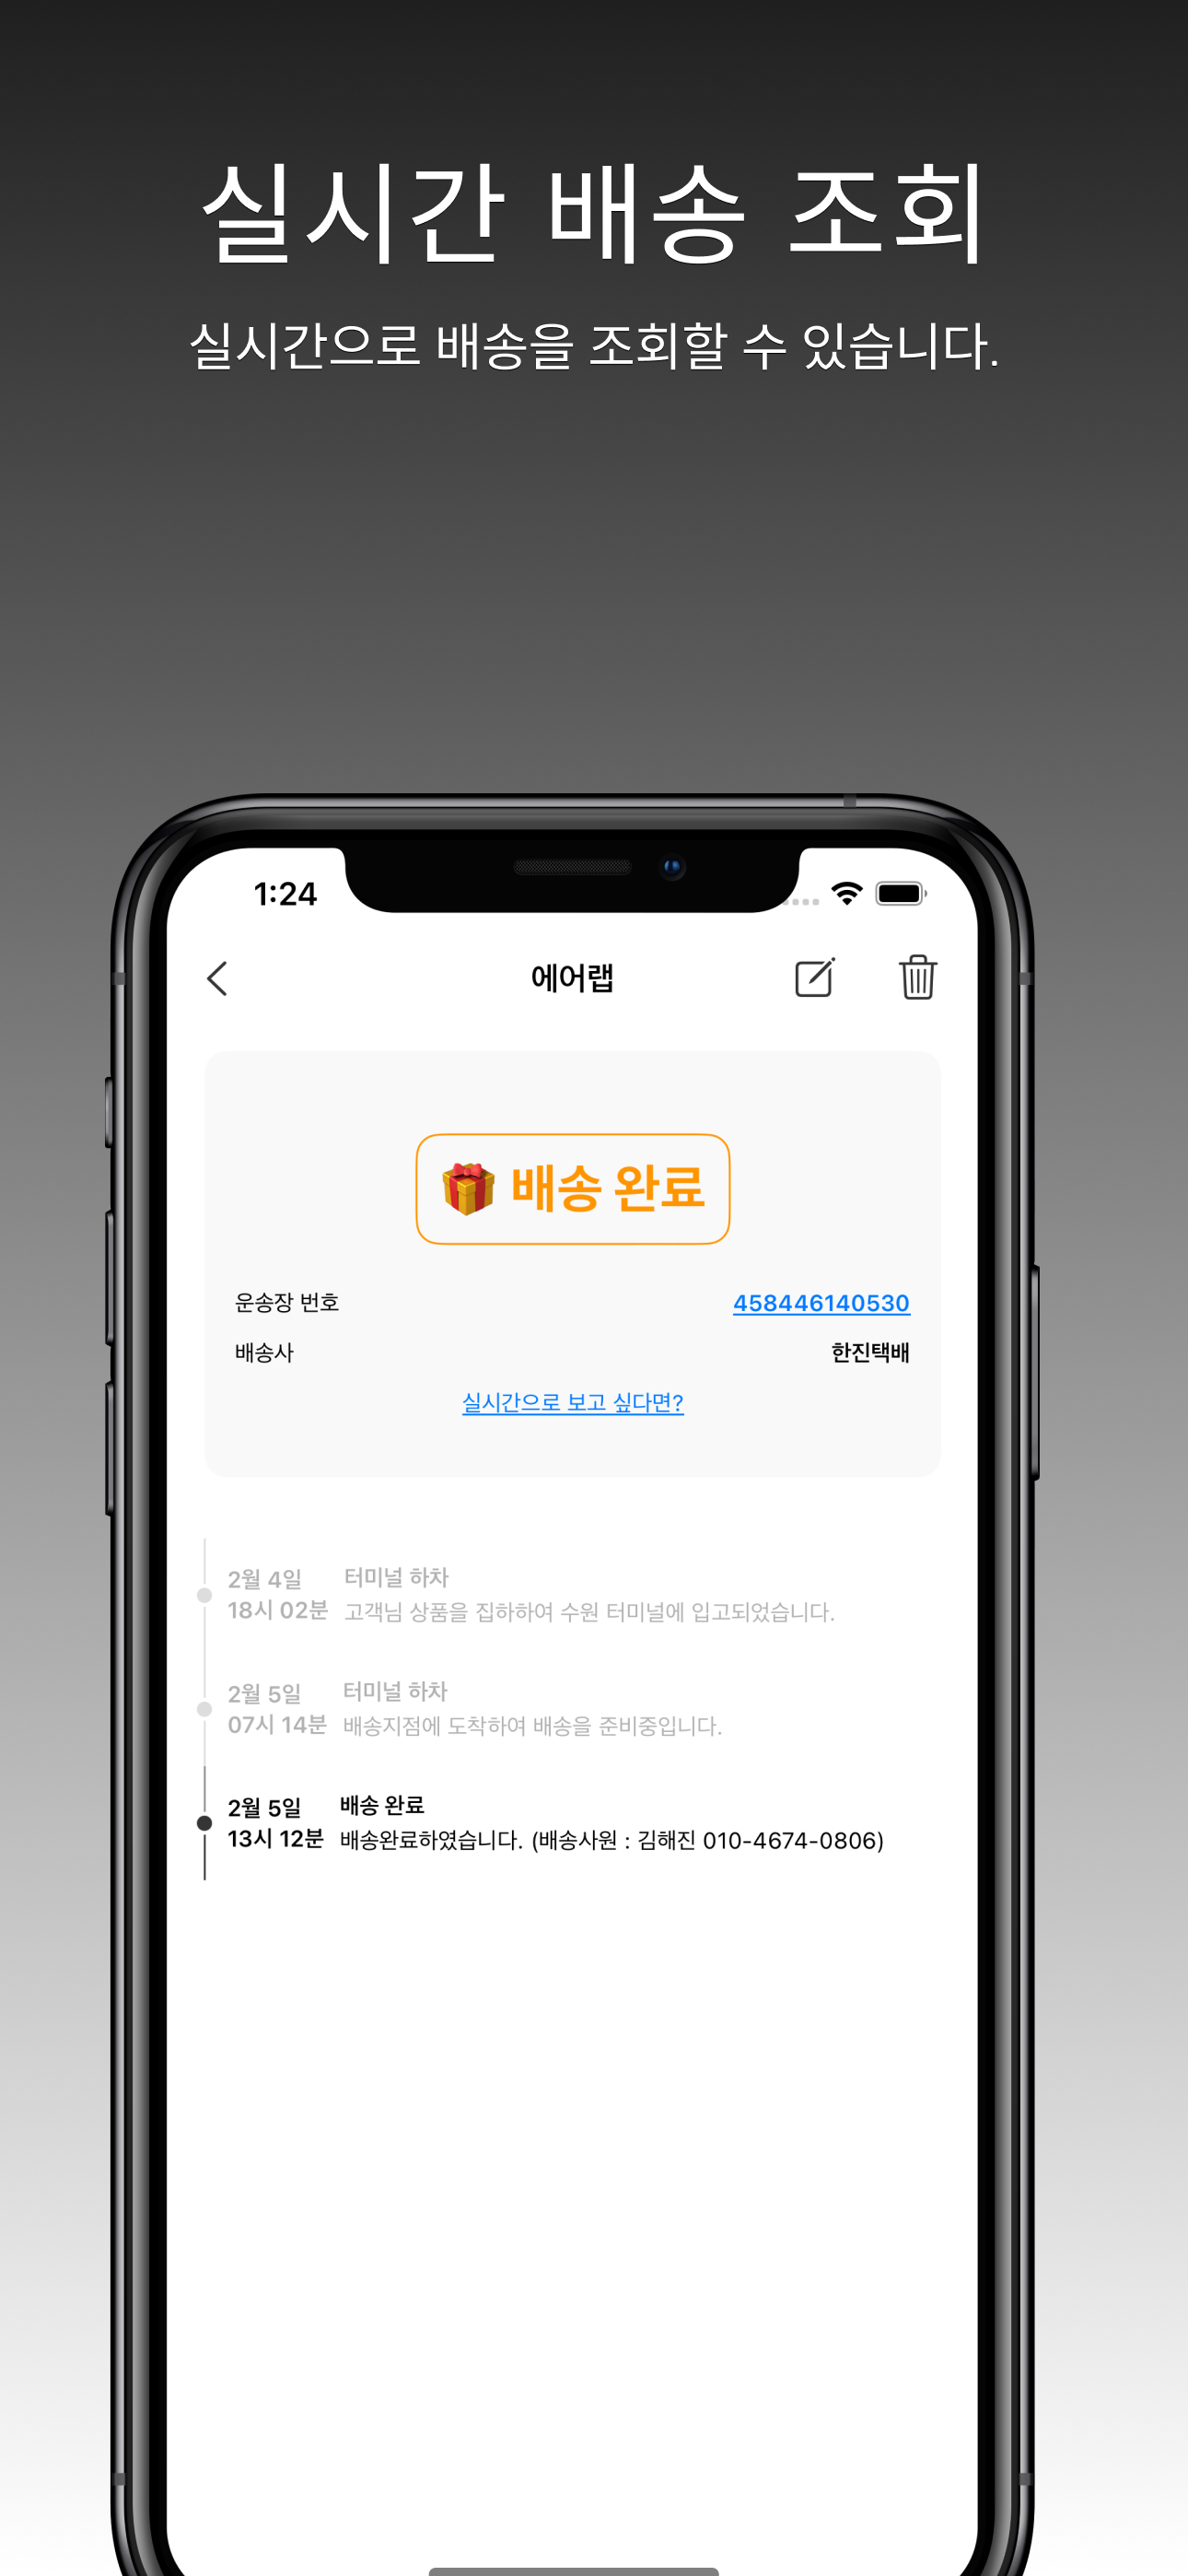 실시간 배송 조회
실시간으로 배송을 조회할 수 있습니다.
1:24
에어랩
🎁 배송 완료
운송장 번호 458446140530
배송사 한진택배
실시간으로 보고 싶다면?
2월 4일 터미널 하차
18시 02분 고객님 상품을 집하하여 수원 터미널에 입고되었습니다.
2월 5일 터미널 하차
07시 14분 배송지점에 도착하여 배송을 준비중입니다.
2월 5일 배송 완료
13시 12분 배송완료하였습니다. (배송사원 : 김해진 010-4674-0806)